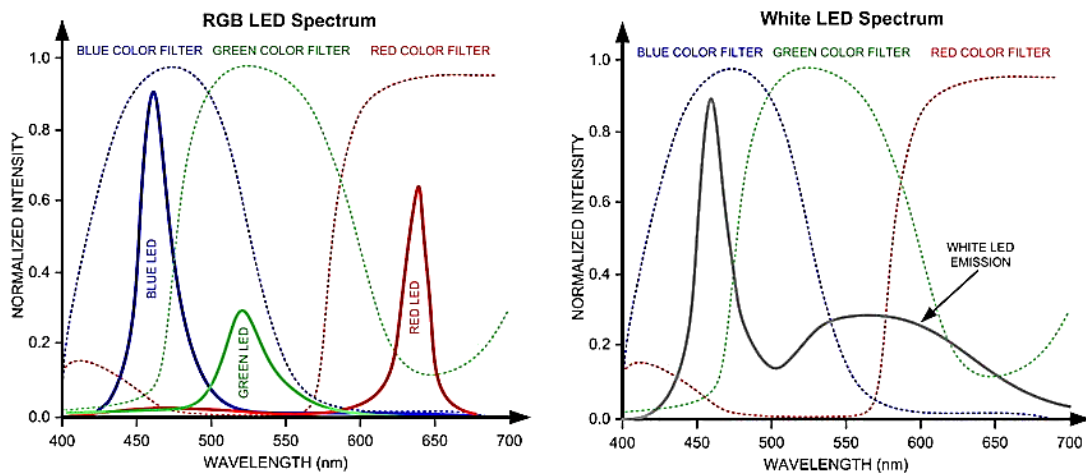 RGB LED Spectrum
BLUE COLOR FILTER GREEN COLOR FILTER RED COLOR FILTER
NORMALIZED INTENSITY
1.0
0.8
0.6
0.4
0.2
0.0
BLUE LED
GREEN LED
RED LED
400 450 500 550 600 650 700
WAVELENGTH (nm)
White LED Spectrum
BLUE COLOR FILTER GREEN COLOR FILTER RED COLOR FILTER
NORMALIZED INTENSITY
1.0
0.8
0.6
0.4
0.2
0.0
WHITE LED
EMISSION
400 450 500 550 600 650 700
WAVELENGTH (nm)